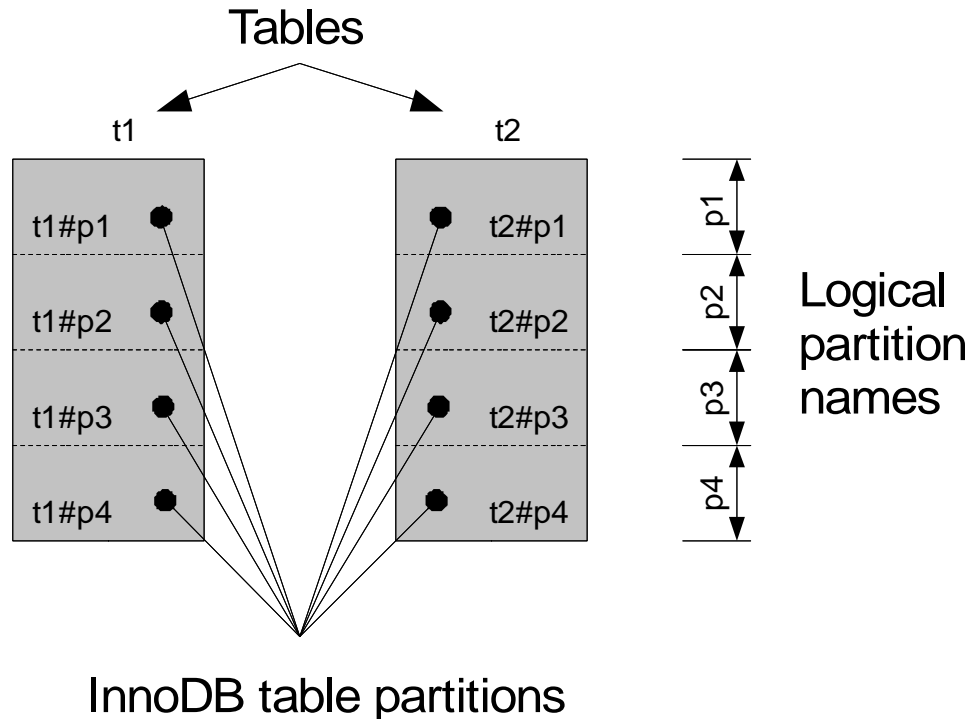 Tables
t1
t2
t1#p1
t2#p1
p1
t1#p2
t2#p2
p2
t1#p3
t2#p3
p3
t1#p4
t2#p4
p4
Logical
partition
names
InnoDB table partitions